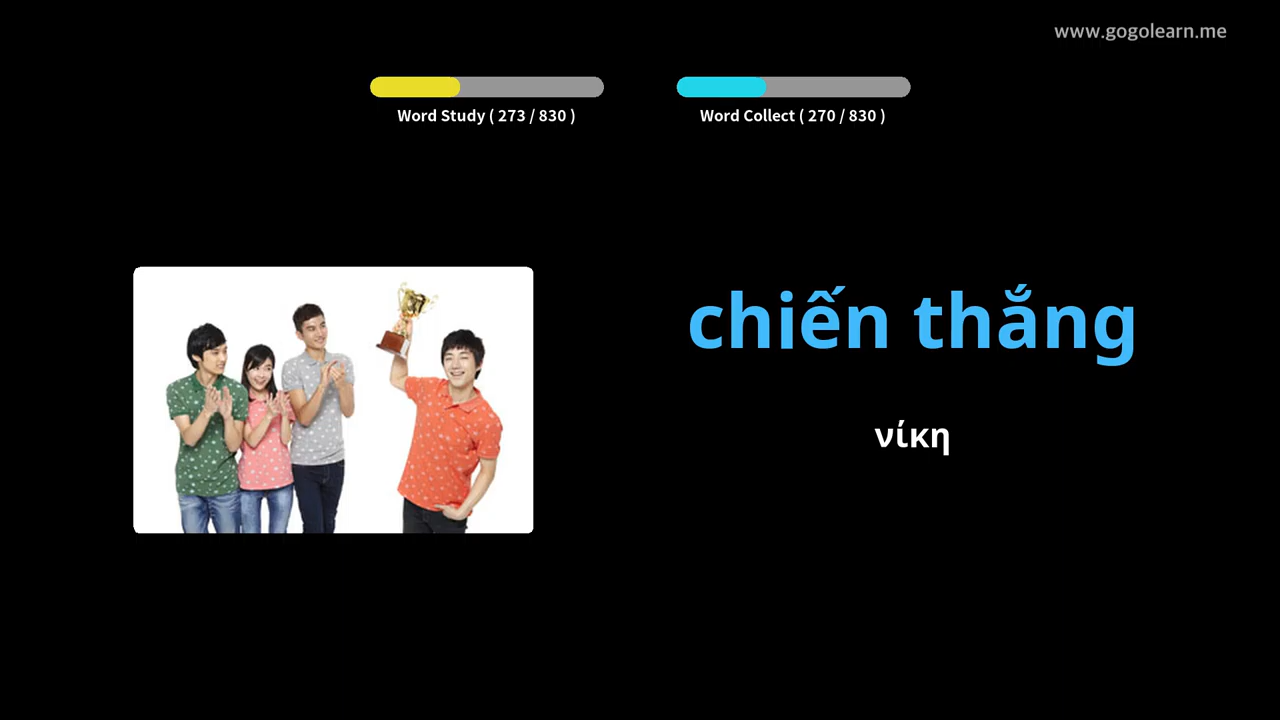 www.gogolearn.me
Word Study ( 273 / 830 )
Word Collect ( 270 / 830 )
chiến thắng
νίκη